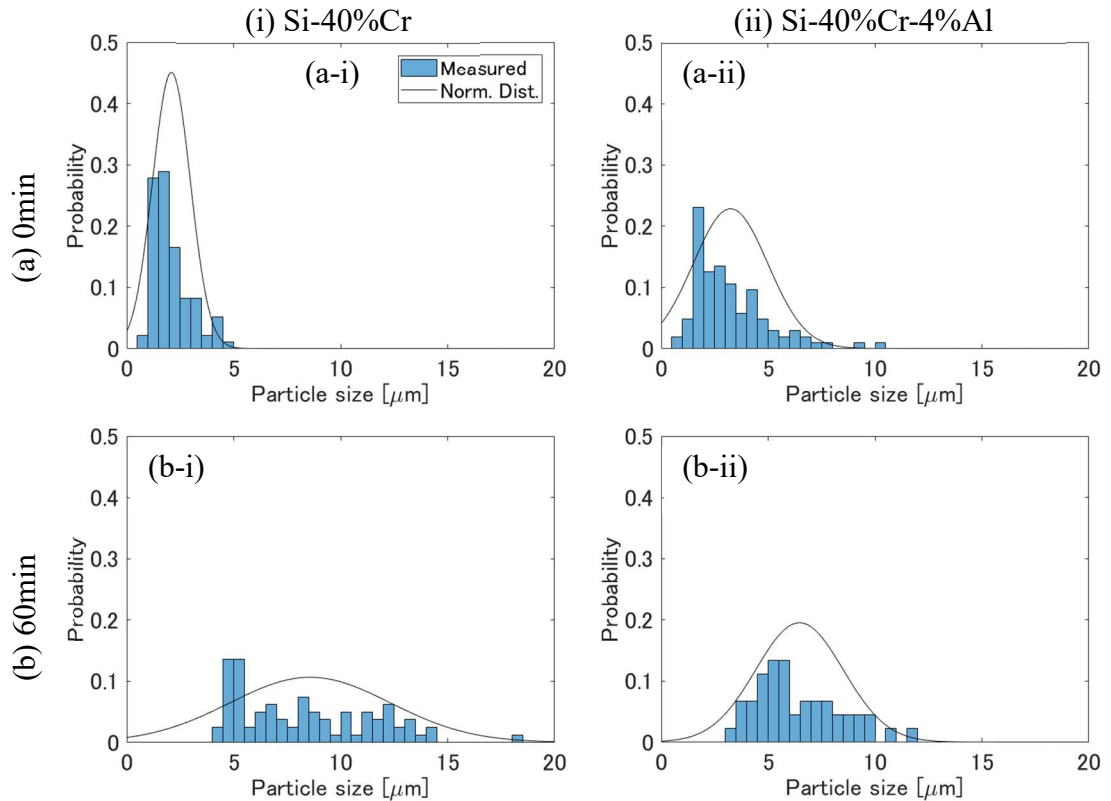 (i) Si-40%Cr
(ii) Si-40%Cr-4%Al
(a) 0min
(a-i)
Measured
Norm. Dist.
Probability
0.5
0.4
0.3
0.2
0.1
0
0 5 10 15 20
Particle size [μm]
(a-ii)
Probability
0.5
0.4
0.3
0.2
0.1
0
0 5 10 15 20
Particle size [μm]
(b) 60min
(b-i)
Probability
0.5
0.4
0.3
0.2
0.1
0
0 5 10 15 20
Particle size [μm]
(b-ii)
Probability
0.5
0.4
0.3
0.2
0.1
0
0 5 10 15 20
Particle size [μm]